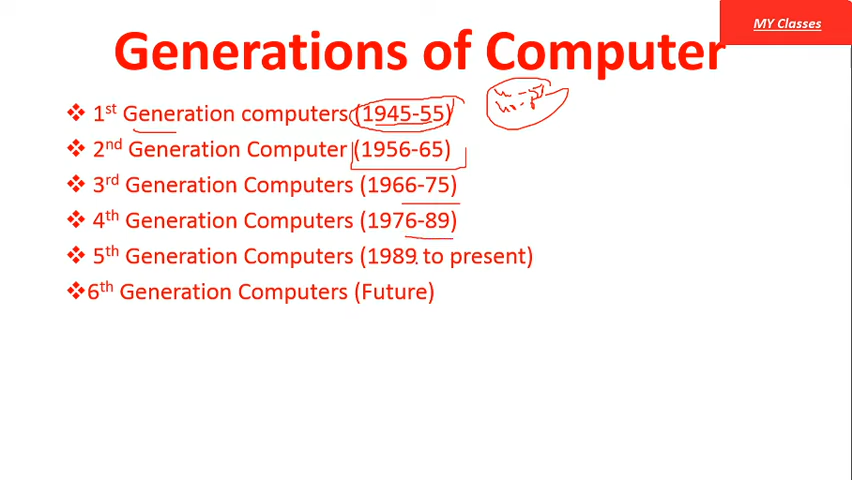 MY Classes
Generations of Computer
❖ 1st Generation computers (1945-55)
❖ 2nd Generation Computer (1956-65)
❖ 3rd Generation Computers (1966-75)
❖ 4th Generation Computers (1976-89)
❖ 5th Generation Computers (1989 to present)
❖6th Generation Computers (Future)